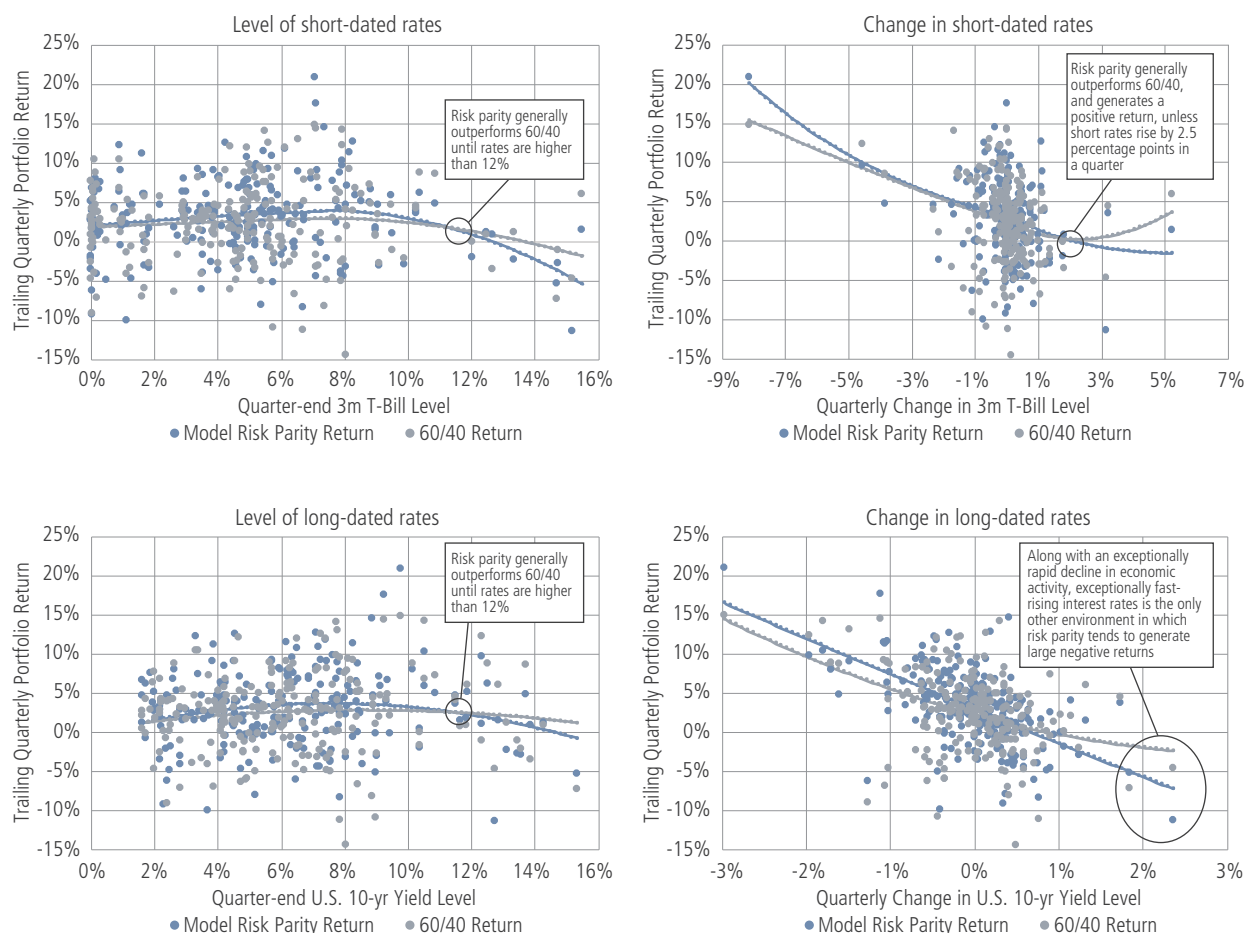 Level of short-dated rates
25%
20%
15%
10%
5%
0%
-5%
-10%
-15%
Trailing Quarterly Portfolio Return
Risk parity generally
outperforms 60/40
until rates are higher
than 12%
0% 2% 4% 6% 8% 10% 12% 14% 16%
Quarter-end 3m T-Bill Level
Model Risk Parity Return 60/40 Return
Change in short-dated rates
25%
20%
15%
10%
5%
0%
-5%
-10%
-15%
Trailing Quarterly Portfolio Return
Risk parity generally
outperforms 60/40,
and generates a
positive return, unless
short rates rise by 2.5
percentage points in
a quarter
-9% -7% -5% -3% -1% 1% 3% 5% 7%
Quarterly Change in 3m T-Bill Level
Model Risk Parity Return 60/40 Return
Level of long-dated rates
25%
20%
15%
10%
5%
0%
-5%
-10%
-15%
Trailing Quarterly Portfolio Return
Risk parity generally
outperforms 60/40
until rates are higher
than 12%
0% 2% 4% 6% 8% 10% 12% 14% 16%
Quarter-end U.S. 10-yr Yield Level
Model Risk Parity Return 60/40 Return
Change in long-dated rates
25%
20%
15%
10%
5%
0%
-5%
-10%
-15%
Trailing Quarterly Portfolio Return
Along with an exceptionally
rapid decline in economic
activity, exceptionally fast-
rising interest rates is the only
other environment in which
risk parity tends to generate
large negative returns
-3% -2% -1% 0% 1% 2% 3%
Quarterly Change in U.S. 10-yr Yield Level
Model Risk Parity Return 60/40 Return